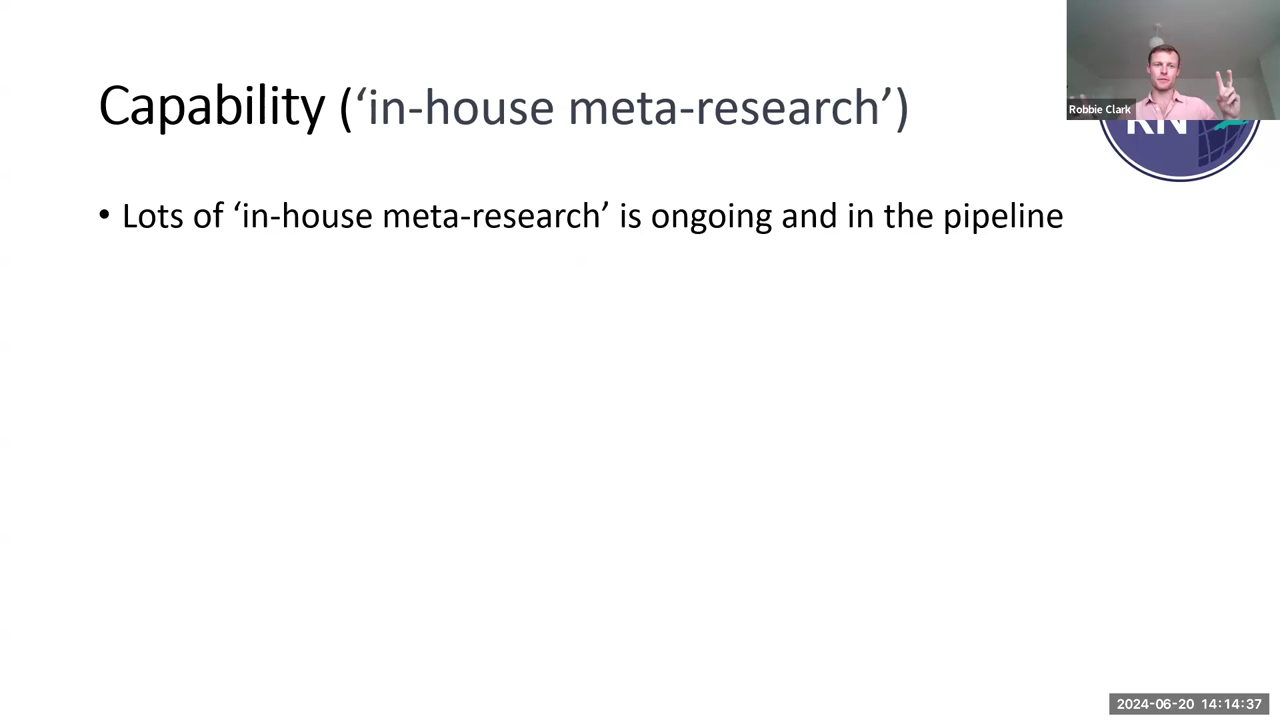 Capability (‘in-house meta-research’)
Robbie Clark
RN
• Lots of ‘in-house meta-research’ is ongoing and in the pipeline
2024-06-20 14:14:37